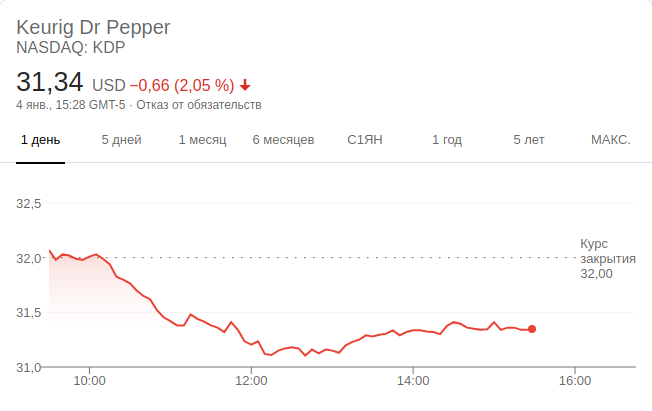 Keurig Dr Pepper
NASDAQ: KDP
31,34 USD −0,66 (2,05 %)
4 янв., 15:28 GMT-5 · Отказ от обязательств
1 день 5 дней 1 месяц 6 месяцев С1ЯН 1 год 5 лет МАКС.
32,5
32,0
31,5
31,0
Курс
закрытия
32,00
10:00 12:00 14:00 16:00